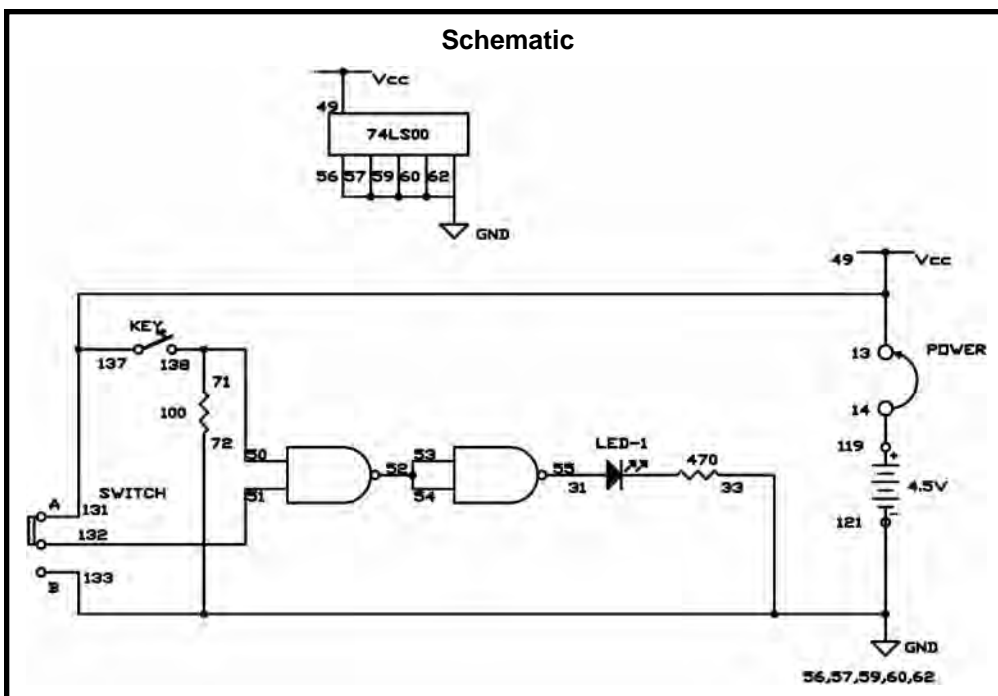 Schematic
Vcc
49
74LS00
56 57 59 60 62
GND
49 Vcc
KEY
137 138
13 POWER
14
71
100
72
119 +
4.5V
121 -
50
51
52
53
54
55
LED-1
31
470
33
SWITCH
A
131
132
133
B
GND
56,57,59,60,62